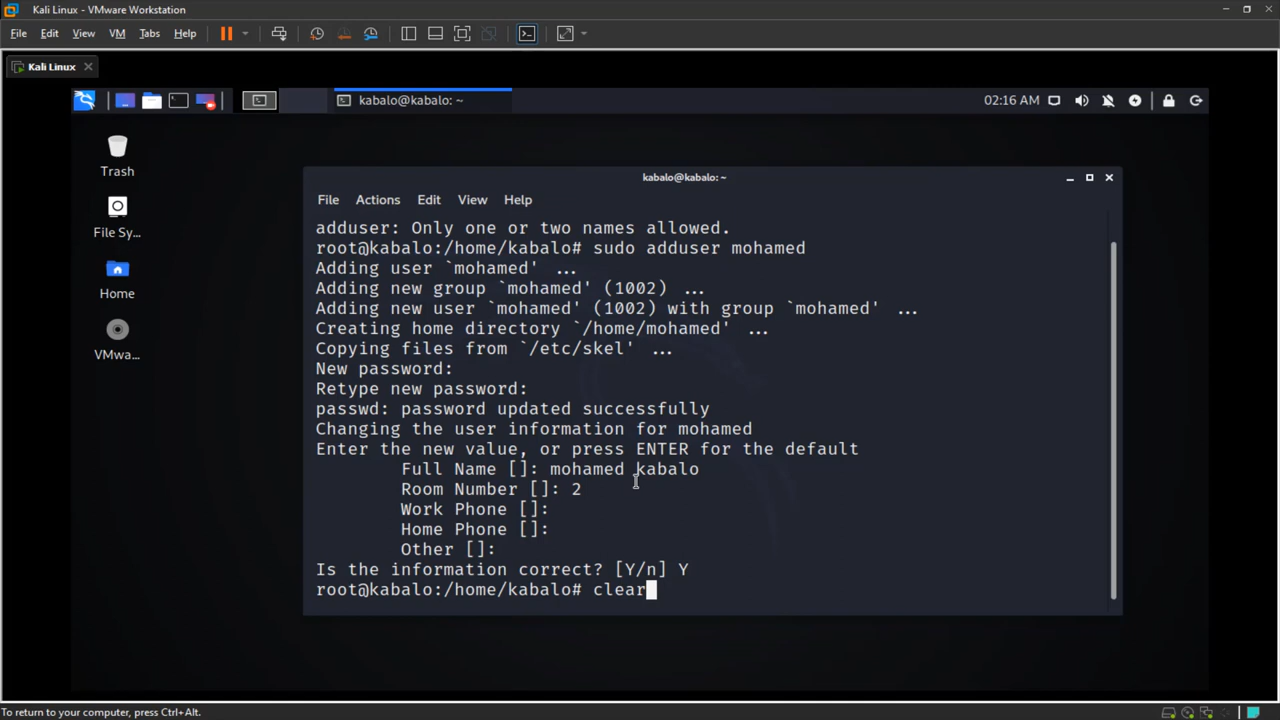 Kali Linux - VMware Workstation
File Edit View VM Tabs Help
Kali Linux
kabalo@kabalo: ~
02:16 AM
Trash
File Sy...
Home
VMwa...
kabalo@kabalo: ~
File Actions Edit View Help
adduser: Only one or two names allowed.
root@kabalo:/home/kabalo# sudo adduser mohamed
Adding user `mohamed' ...
Adding new group `mohamed' (1002) ...
Adding new user `mohamed' (1002) with group `mohamed' ...
Creating home directory `/home/mohamed' ...
Copying files from `/etc/skel' ...
New password:
Retype new password:
passwd: password updated successfully
Changing the user information for mohamed
Enter the new value, or press ENTER for the default
Full Name []: mohamed kabalo
Room Number []: 2
Work Phone []:
Home Phone []:
Other []:
Is the information correct? [Y/n] Y
root@kabalo:/home/kabalo# clear
To return to your computer, press Ctrl+Alt.